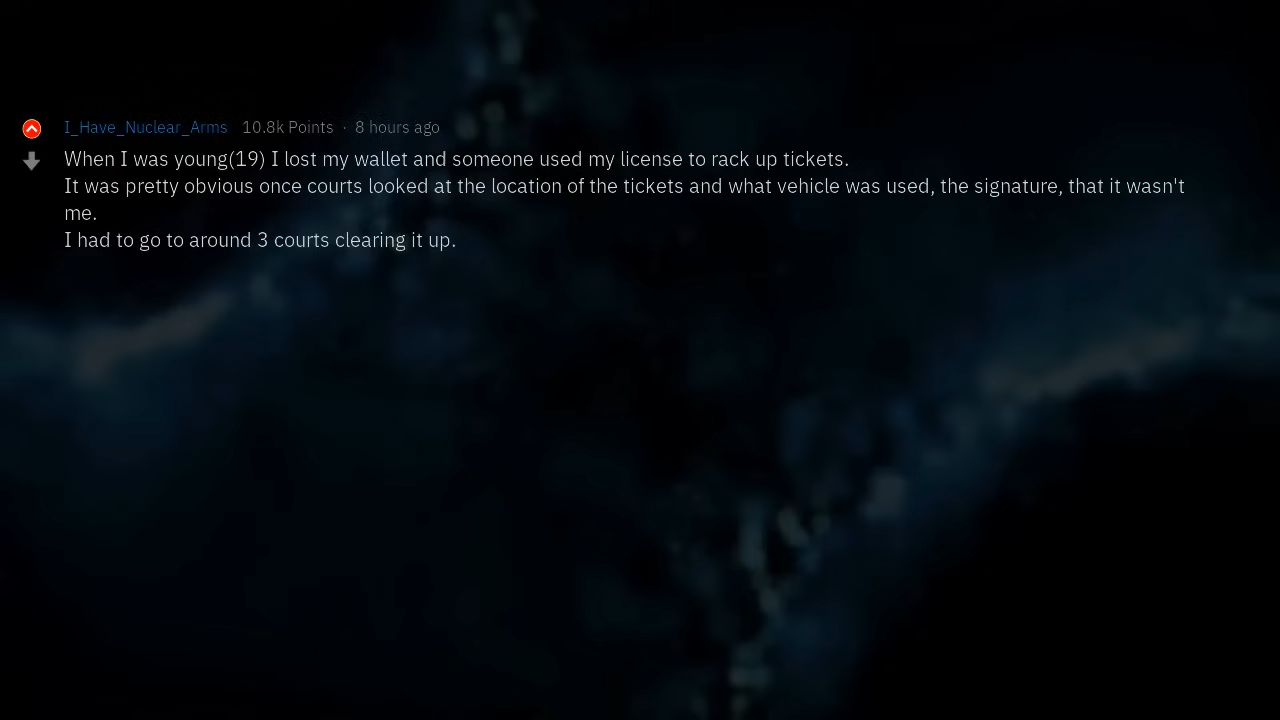 I_Have_Nuclear_Arms 10.8k Points · 8 hours ago
When I was young(19) I lost my wallet and someone used my license to rack up tickets.
It was pretty obvious once courts looked at the location of the tickets and what vehicle was used, the signature, that it wasn't
me.
I had to go to around 3 courts clearing it up.